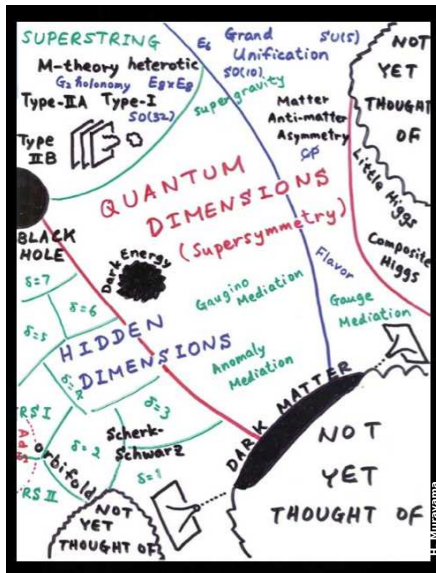 SUPERSTRING
M-theory heterotic
G₂ holonomy E8xE8
Type-IIA Type-I
SO(32)
Type
IIB
E6 Grand SU(5)
Unification
SO(10)
supergravity
Matter
Anti-matter
Asymmetry
CP
NOT
YET
THOUGHT
OF
Little Higgs
Composite
Higgs
QUANTUM
DIMENSIONS
(Supersymmetry)
BLACK
HOLE
Dark Energy
Gaugino
Mediation
Flavor
Gauge
Mediation
Anomaly
Mediation
δ=7
δ=6
δ=5
HIDDEN
DIMENSIONS
δ=4
δ=3
RS I
AdS
orbifold
δ=2
Scherk-
Schwarz
δ=1
RS II
DARK MATTER
NOT
YET
THOUGHT OF
NOT
YET
THOUGHT OF
H. Murayama